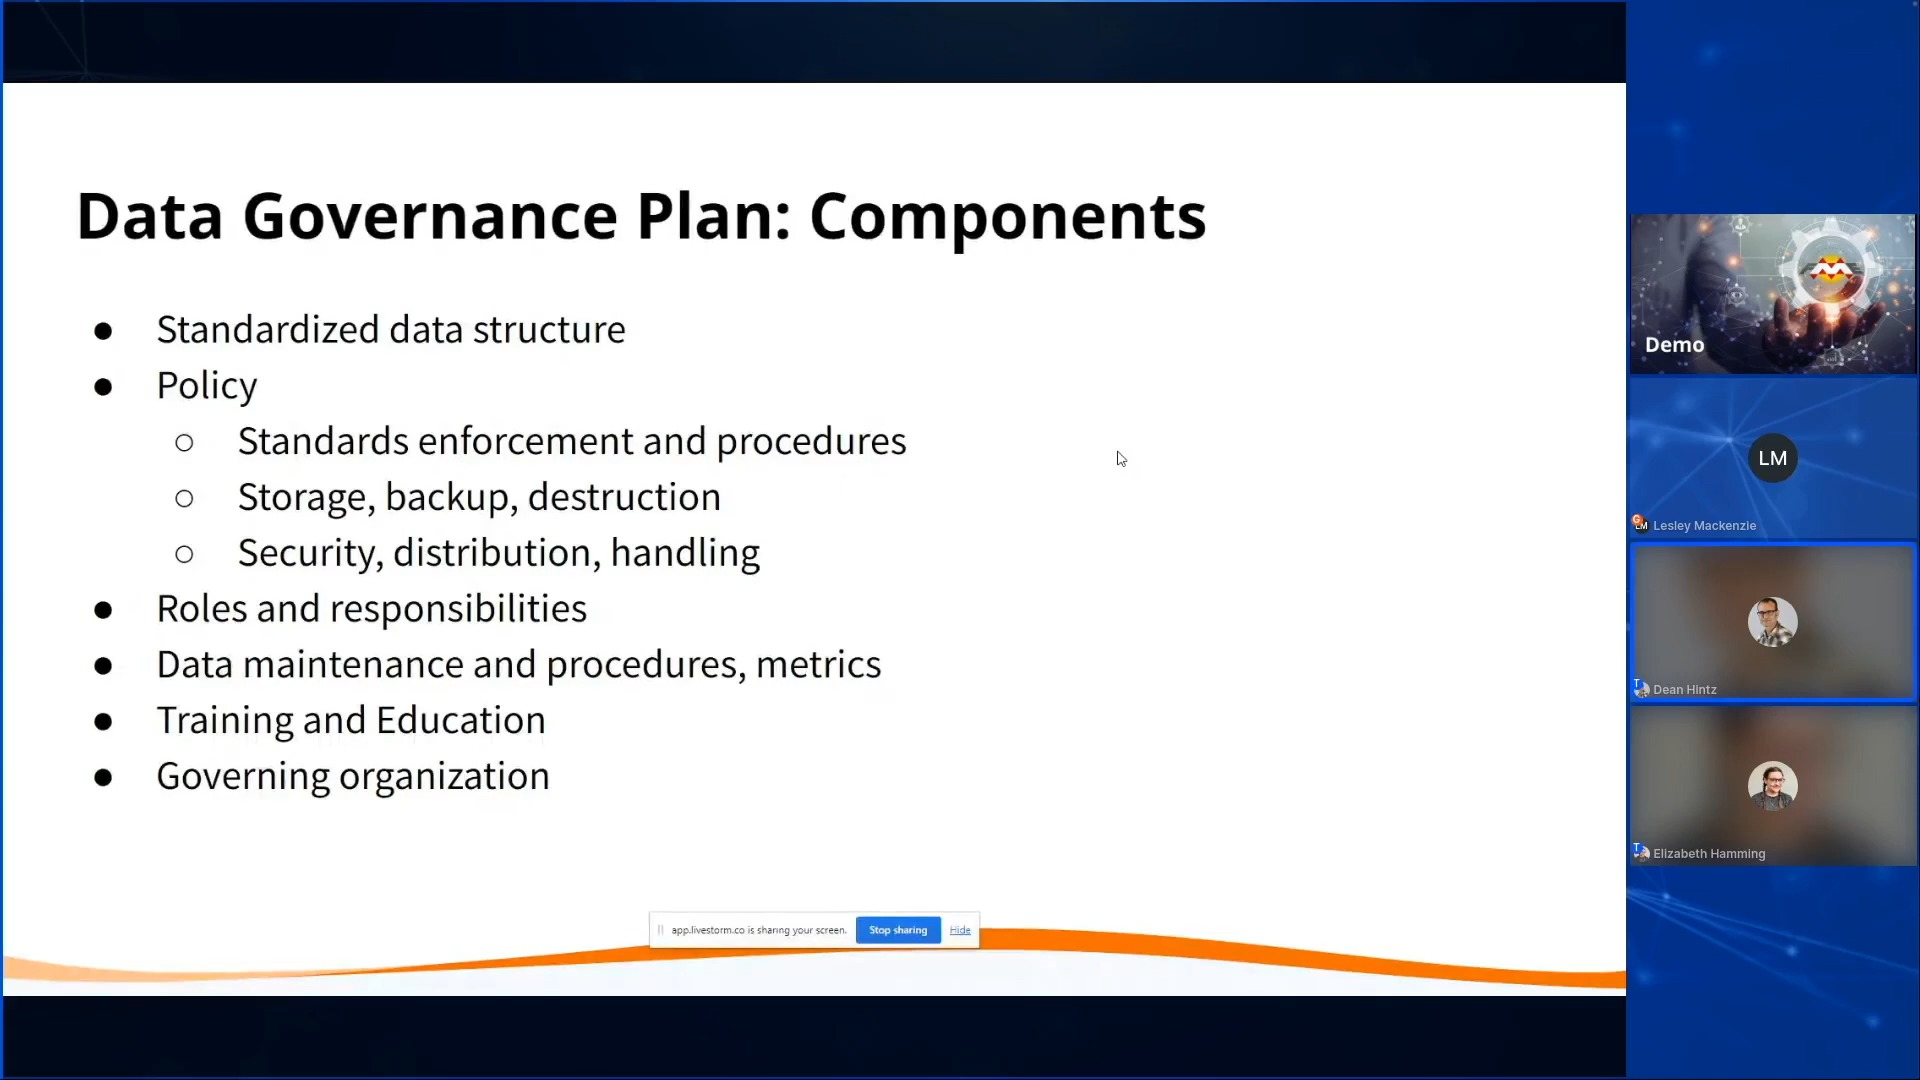 Data Governance Plan: Components
Standardized data structure
Policy
Standards enforcement and procedures
Storage, backup, destruction
Security, distribution, handling
Roles and responsibilities
Data maintenance and procedures, metrics
Training and Education
Governing organization
app.livestorm.co is sharing your screen.
Stop sharing
Hide
Demo
LM
Lesley Mackenzie
Dean Hintz
Elizabeth Hamming